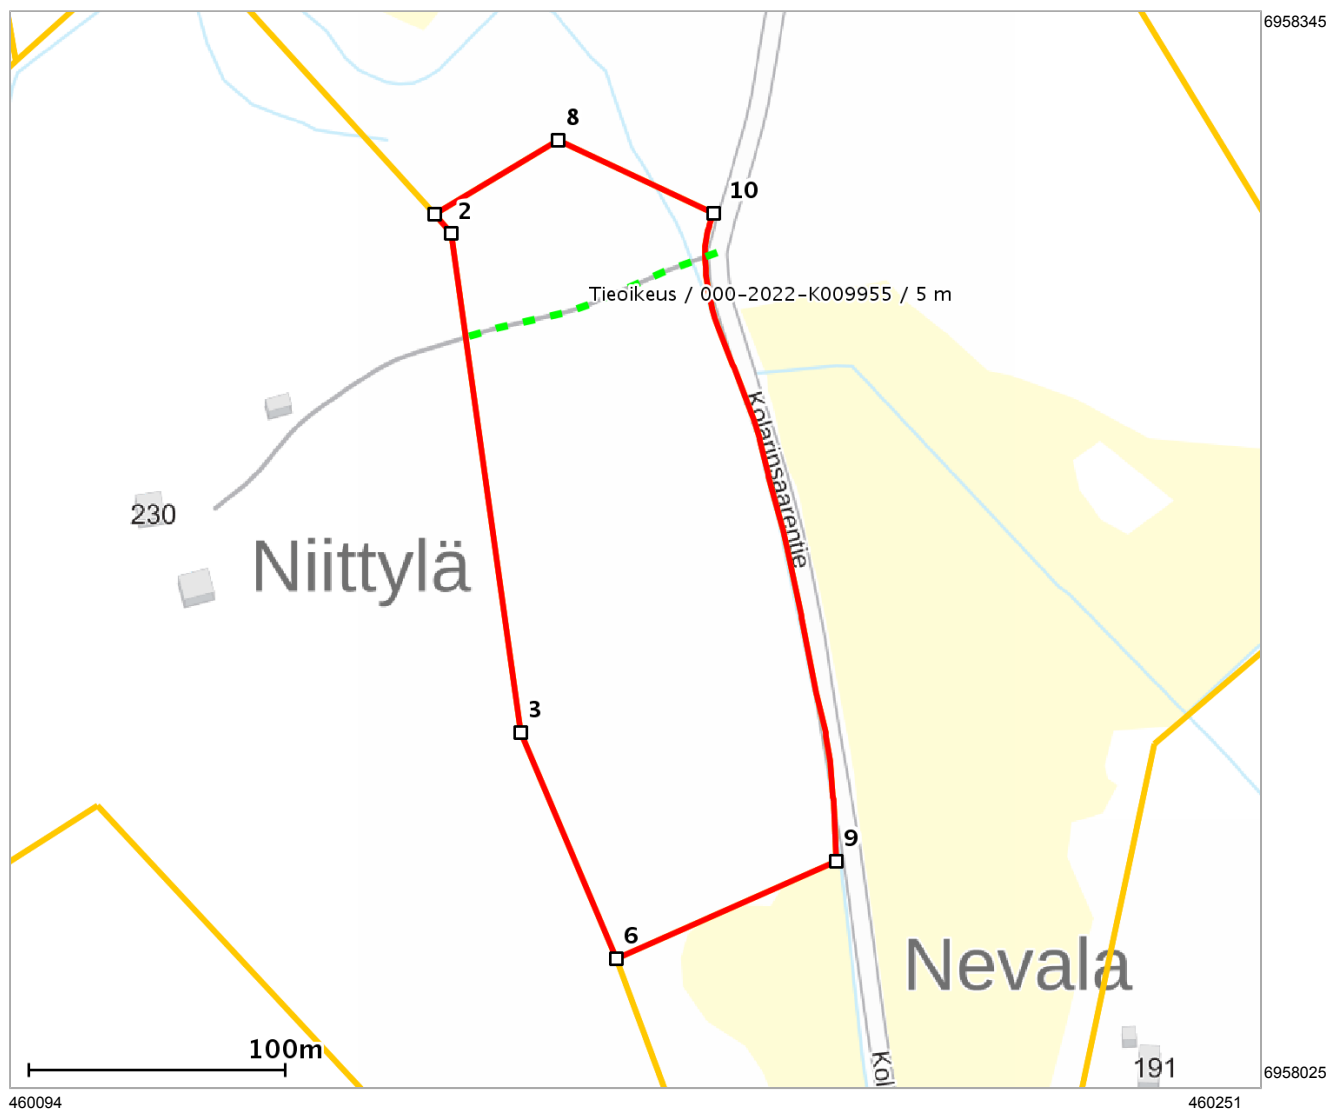 6958345
8
10
2
Tieoikeus / 000-2022-K009955 / 5 m
Kolarinsaarentie
230
Niittylä
3
9
6
Nevala
100m
Kol
191
6958025
460094
460251